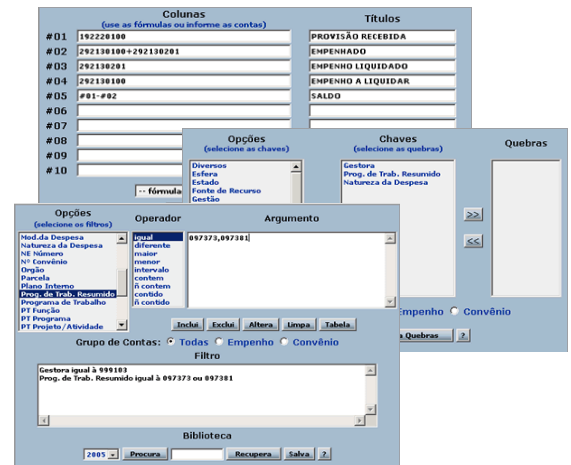 Colunas
(use as fórmulas ou informe as contas)
Títulos
#01 192220100 PROVISÃO RECEBIDA
#02 292130100+292130201 EMPENHADO
#03 292130201 EMPENHO LIQUIDADO
#04 292130100 EMPENHO A LIQUIDAR
#05 #01-#02 SALDO
#06
#07
#08
#09
#10
-- fórmula
Opções
(selecione as chaves)
Chaves
(selecione as quebras)
Quebras
Diversos
Esfera
Estado
Fonte de Recurso
Gestão
Gestora
Prog. de Trab. Resumido
Natureza da Despesa
>>
<<
Empenho Convênio
Quebras ?
Opções
(selecione os filtros)
Operador
Argumento
Mod.da Despesa
Natureza da Despesa
NE Número
Nº Convênio
Orgão
Parcela
Plano Interno
Prog. de Trab. Resumido
Programa de Trabalho
PT Função
PT Programa
PT Projeto/Atividade
igual
diferente
maior
menor
intervalo
contem
ñ contem
contido
ñ contido
097373,097381
Inclui Exclui Altera Limpa Tabela
Grupo de Contas: Todas Empenho Convênio
Filtro
Gestora igual à 999103
Prog. de Trab. Resumido igual à 097373 ou 097381
Biblioteca
2005 Procura Recupera Salva ?